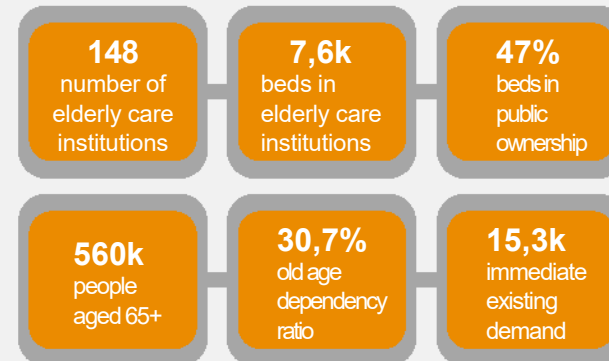 148
number of
elderly care
institutions
7,6k
beds in
elderly care
institutions
47%
beds in
public
ownership
560k
people
aged 65+
30,7%
old age
dependency
ratio
15,3k
immediate
existing
demand